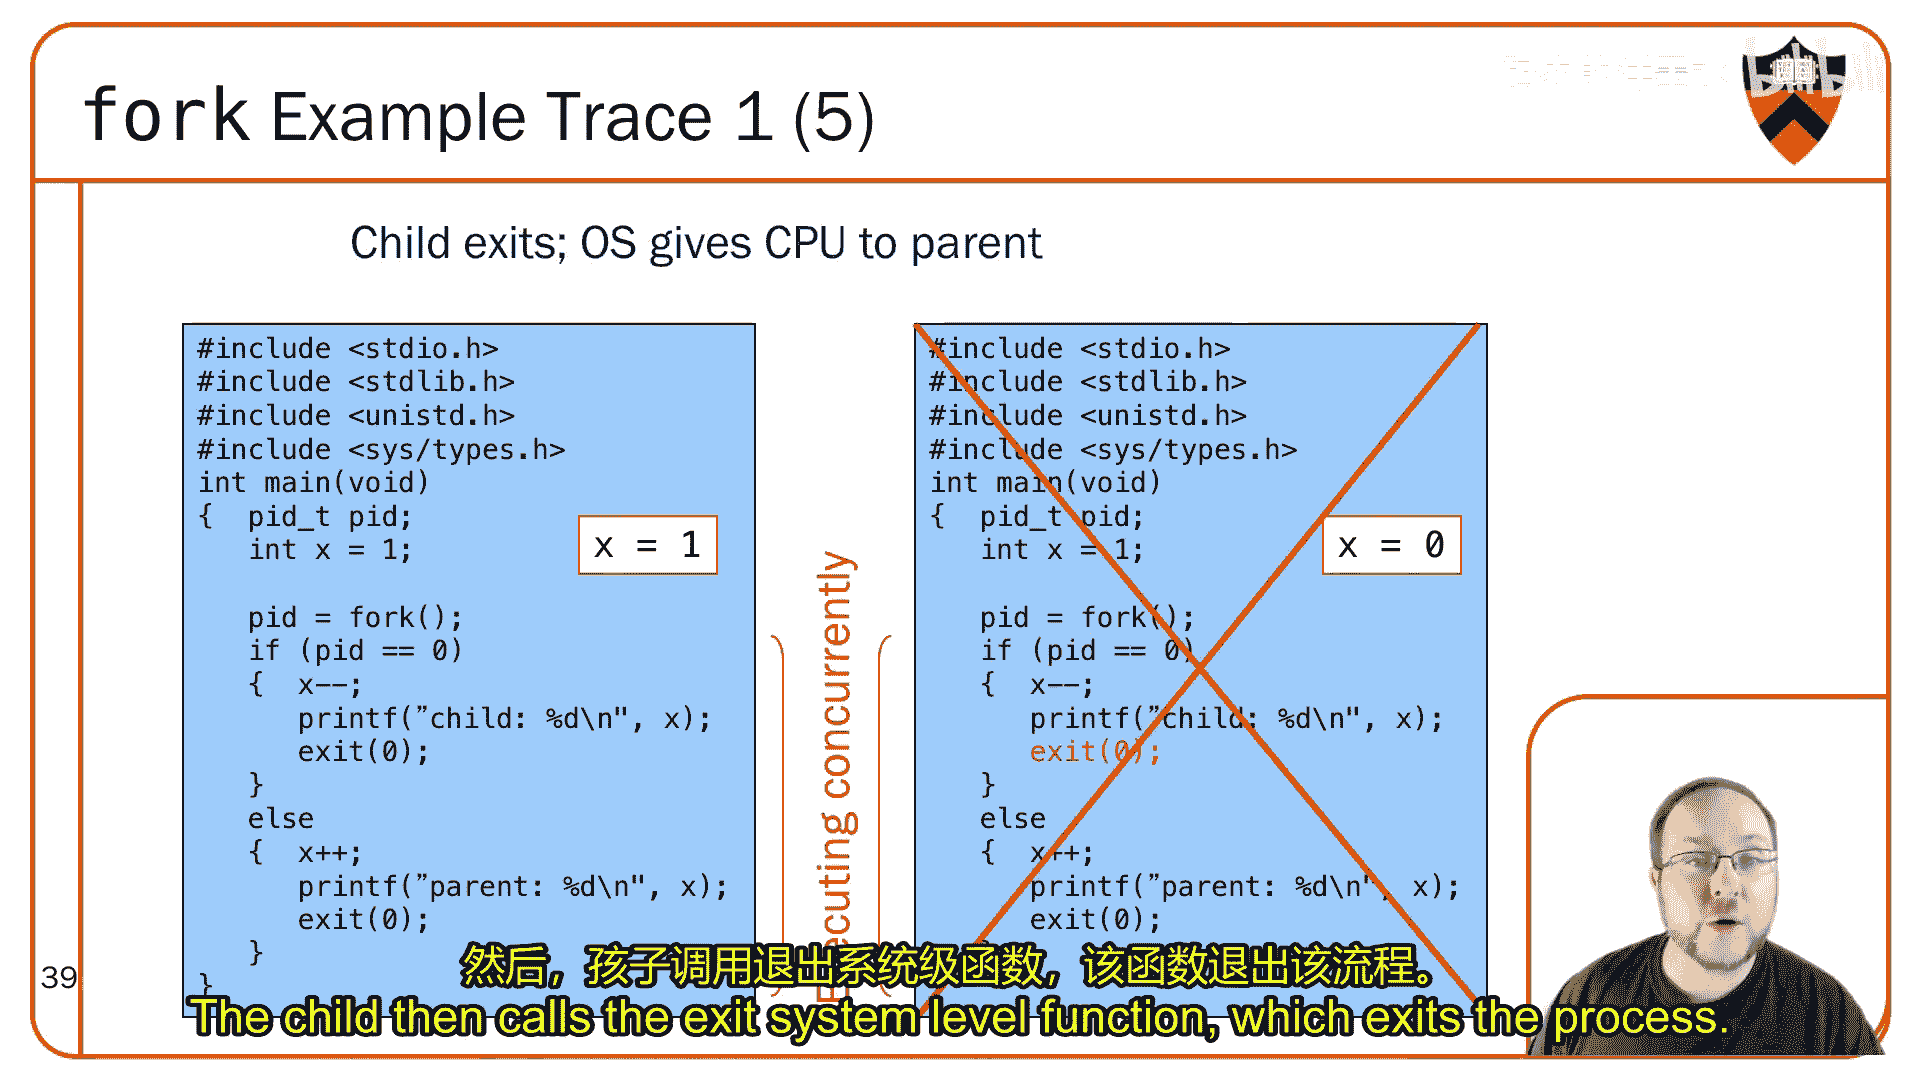 fork Example Trace 1 (5)
Child exits; OS gives CPU to parent
#include <stdio.h>
#include <stdlib.h>
#include <unistd.h>
#include <sys/types.h>
int main(void)
{  pid_t pid;
   int x = 1;
x = 1
   pid = fork();
   if (pid == 0)
   {  x--;
      printf(”child: %d\n", x);
      exit(0);
   }
   else
   {  x++;
      printf(”parent: %d\n", x);
      exit(0);
   }
}
Executing concurrently
#include <stdio.h>
#include <stdlib.h>
#include <unistd.h>
#include <sys/types.h>
int main(void)
{  pid_t pid;
   int x = 1;
x = 0
   pid = fork();
   if (pid == 0)
   {  x--;
      printf(”child: %d\n", x);
      exit(0);
   }
   else
   {  x++;
      printf(”parent: %d\n", x);
      exit(0);
39
然后，孩子调用退出系统级函数，该函数退出该流程。
The child then calls the exit system level function, which exits the process.